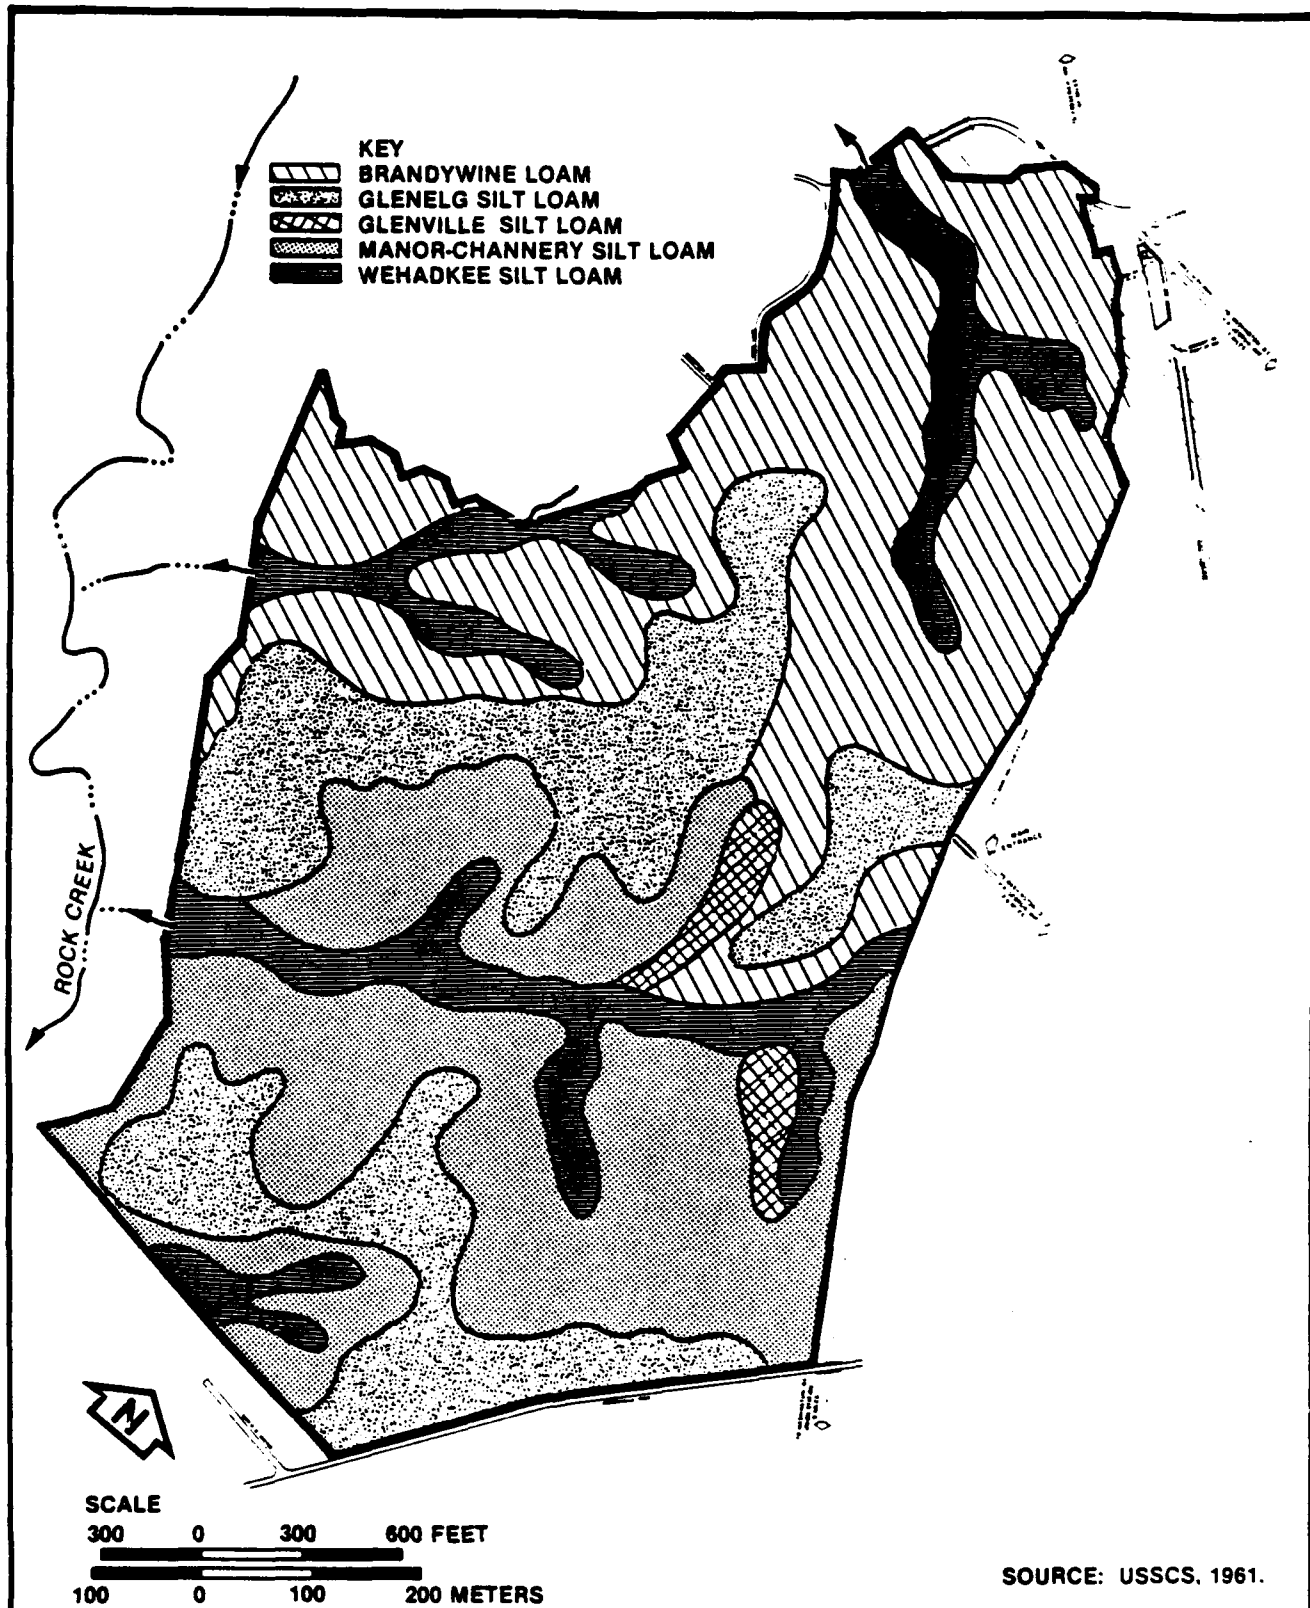 KEY
BRANDYWINE LOAM
GLENELG SILT LOAM
GLENVILLE SILT LOAM
MANOR-CHANNERY SILT LOAM
WEHADKEE SILT LOAM
ROCK CREEK
N
SCALE
300 0 300 600 FEET
100 0 100 200 METERS
SOURCE: USSCS, 1961.